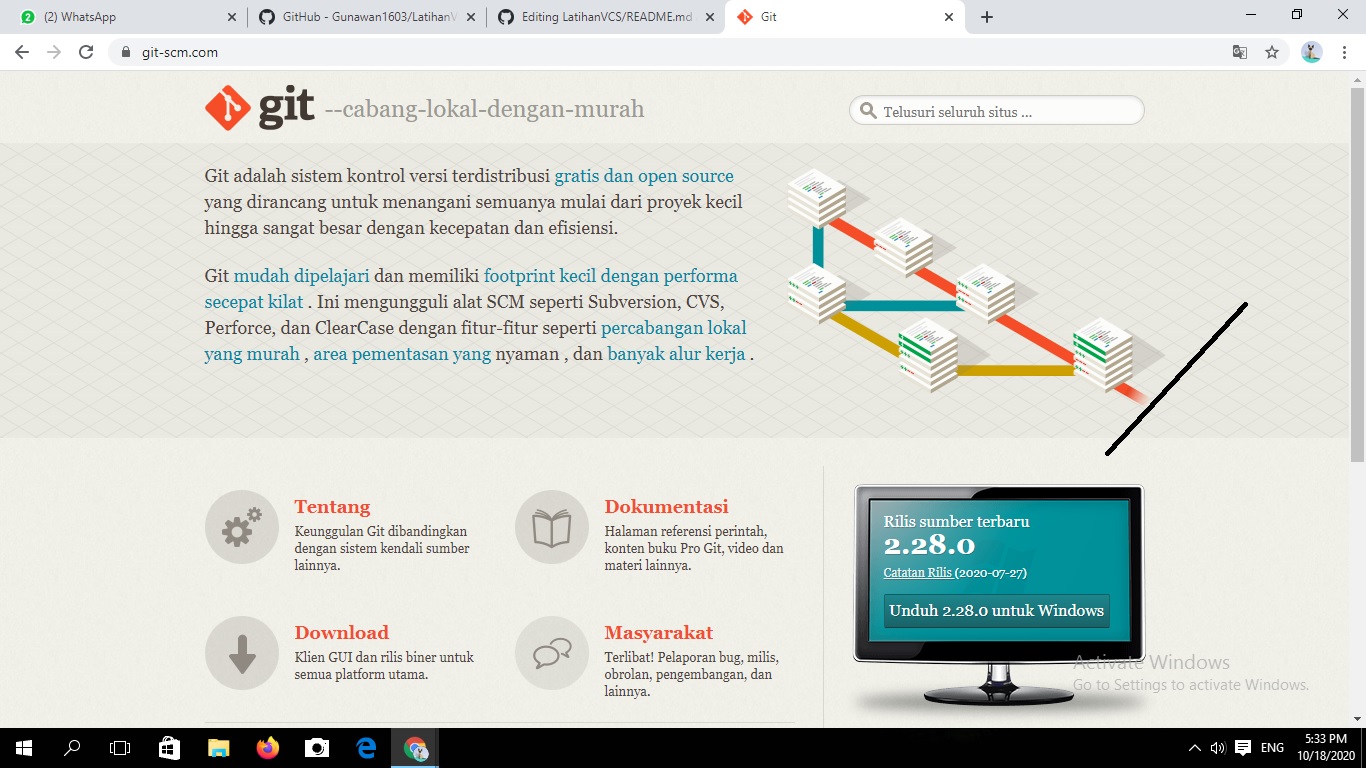 (2) WhatsApp
GitHub - Gunawan1603/LatihanV
Editing LatihanVCS/README.md
Git
git-scm.com
git --cabang-lokal-dengan-murah
Telusuri seluruh situs ...
Git adalah sistem kontrol versi terdistribusi gratis dan open source
yang dirancang untuk menangani semuanya mulai dari proyek kecil
hingga sangat besar dengan kecepatan dan efisiensi.
Git mudah dipelajari dan memiliki footprint kecil dengan performa
secepat kilat . Ini mengungguli alat SCM seperti Subversion, CVS,
Perforce, dan ClearCase dengan fitur-fitur seperti percabangan lokal
yang murah , area pementasan yang nyaman , dan banyak alur kerja .
Tentang
Keunggulan Git dibandingkan
dengan sistem kendali sumber
lainnya.
Dokumentasi
Halaman referensi perintah,
konten buku Pro Git, video dan
materi lainnya.
Download
Klien GUI dan rilis biner untuk
semua platform utama.
Masyarakat
Terlibat! Pelaporan bug, milis,
obrolan, pengembangan, dan
lainnya.
Rilis sumber terbaru
2.28.0
Catatan Rilis (2020-07-27)
Unduh 2.28.0 untuk Windows
Activate Windows
Go to Settings to activate Windows.
ENG
5:33 PM
10/18/2020